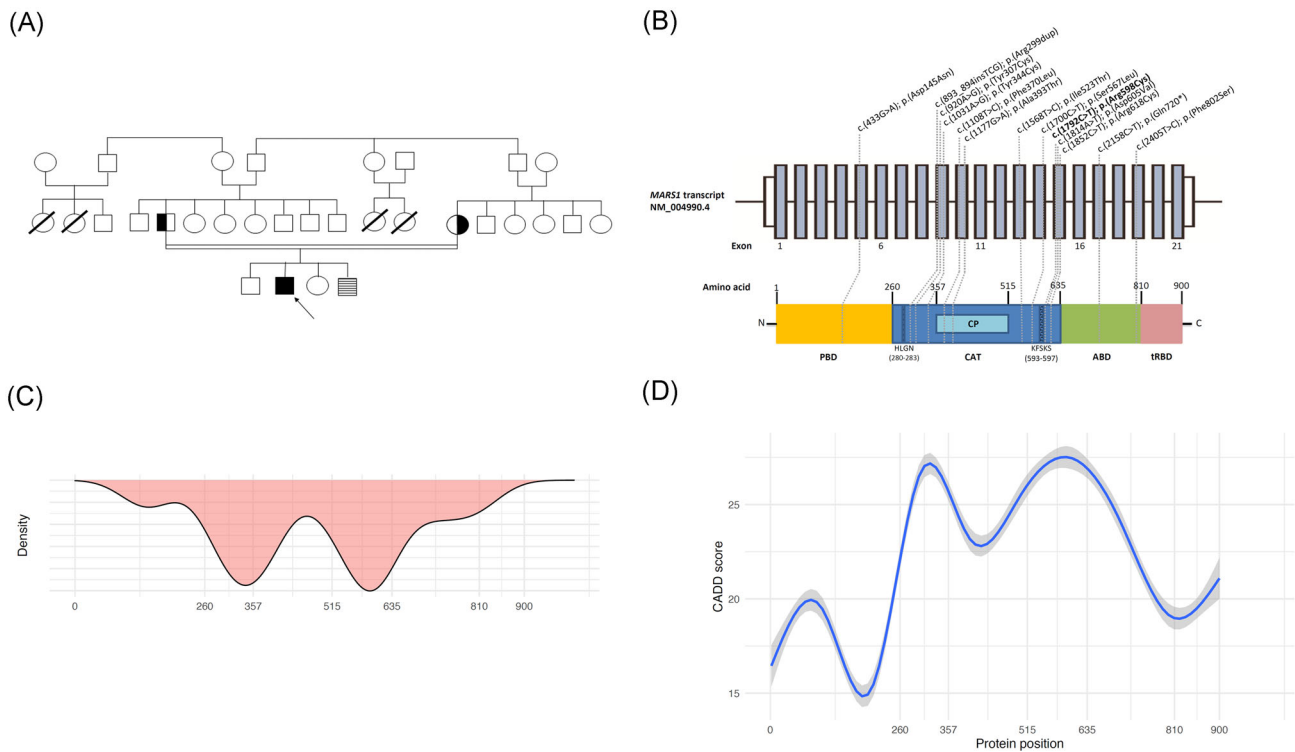 (A)
(B)
c.(433G>A); p.(Asp145Asn)
c.(893_894insTCG); p.(Arg299dup)
c.(920A>G); p.(Tyr307Cys)
c.(1031A>G); p.(Tyr344Cys)
c.(1108T>C); p.(Phe370Leu)
c.(1177G>A); p.(Ala393Thr)
c.(1568T>C); p.(Ile523Thr)
c.(1700C>T); p.(Ser567Leu)
c.(1792C>T); p.(Arg598Cys)
c.(1814A>T); p.(Asp605Val)
c.(1852C>T); p.(Arg618Cys)
c.(2158C>T); p.(Gln720*)
c.(2405T>C); p.(Phe802Ser)
MARS1 transcript
NM_004990.4
Exon 1 6 11 16 21
Amino acid 1 260 357 515 635 810 900
N CP C
HLGN KFSKS
(280-283) (593-597)
PBD CAT ABD tRBD
(C)
Density
0 260 357 515 635 810 900
(D)
CADD score
25
20
15
0 260 357 515 635 810 900
Protein position